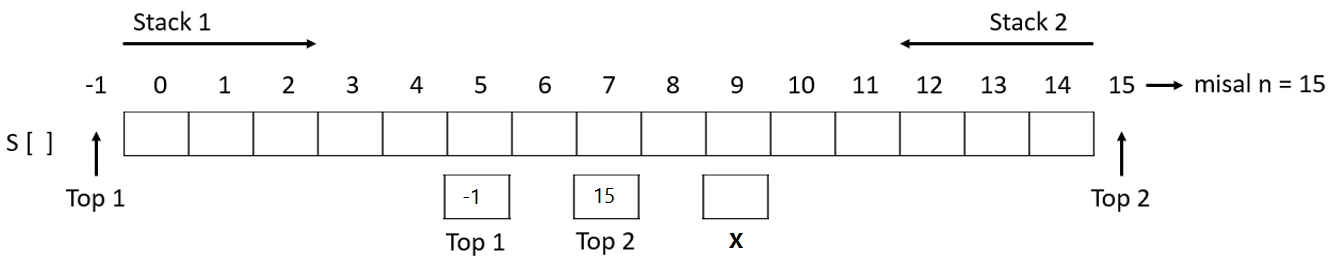 Stack 1 Stack 2
-1 0 1 2 3 4 5 6 7 8 9 10 11 12 13 14 15 misal n = 15
S [ ]
Top 1 Top 2
-1 15
Top 1 Top 2 X